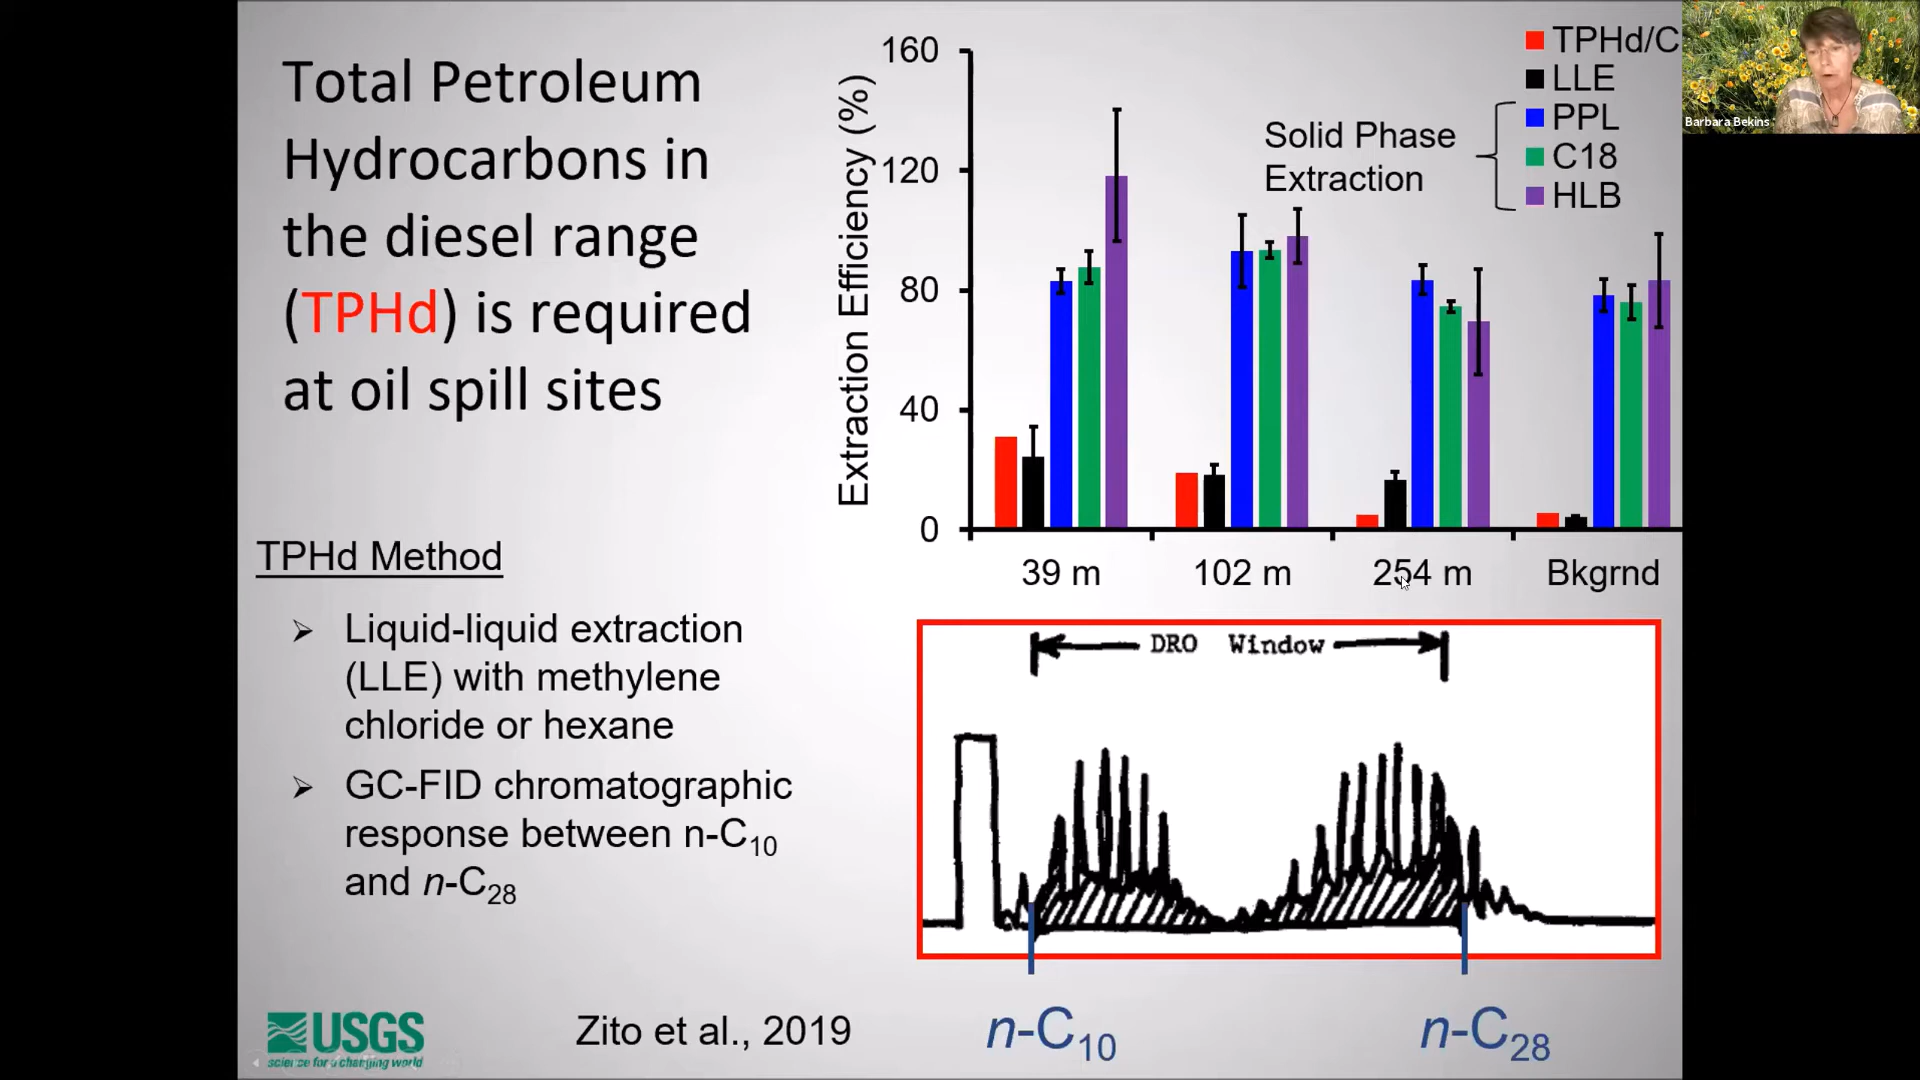 Total Petroleum
Hydrocarbons in
the diesel range
(TPHd) is required
at oil spill sites
TPHd Method
➢ Liquid-liquid extraction
(LLE) with methylene
chloride or hexane
➢ GC-FID chromatographic
response between n-C10
and n-C28
USGS
science for a changing world
Zito et al., 2019
Extraction Efficiency (%)
160
120
80
40
0
39 m
102 m
254 m
Bkgrnd
Solid Phase
Extraction
TPHd/C
LLE
PPL
C18
HLB
DRO Window
n-C10
n-C28
Barbara Bekins